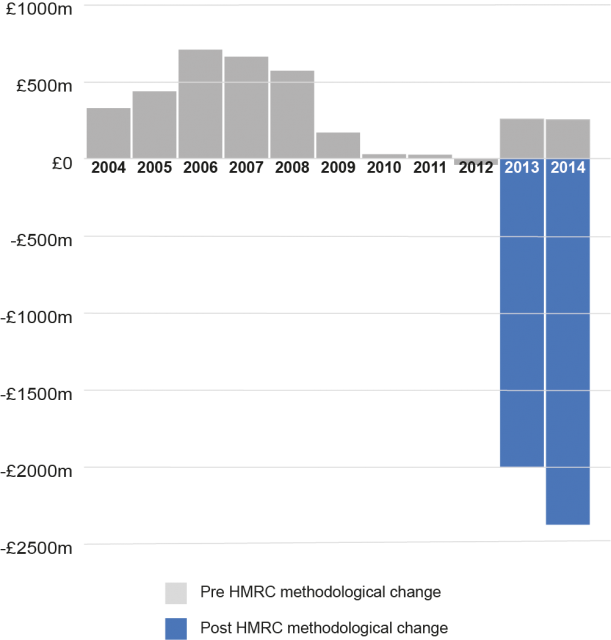 £1000m
£500m
£0
2004 2005 2006 2007 2008 2009 2010 2011 2012 2013 2014
-£500m
-£1000m
-£1500m
-£2000m
-£2500m
Pre HMRC methodological change
Post HMRC methodological change